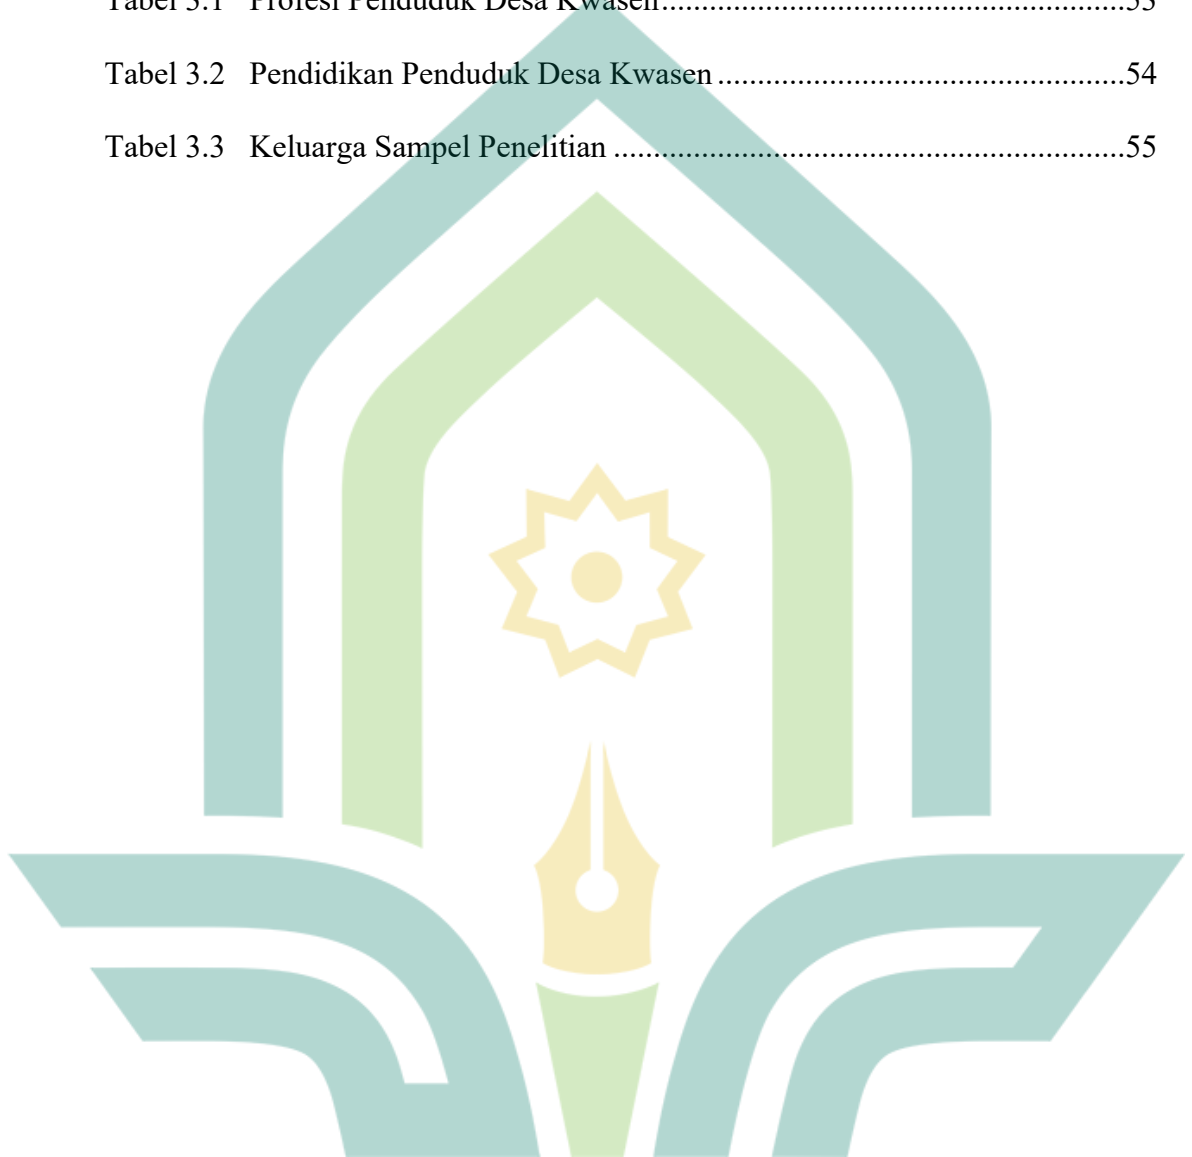 Tabel 3.1 Profesi Penduduk Desa Kwasen..........................................................53
Tabel 3.2 Pendidikan Penduduk Desa Kwasen ...................................................54
Tabel 3.3 Keluarga Sampel Penelitian ................................................................55